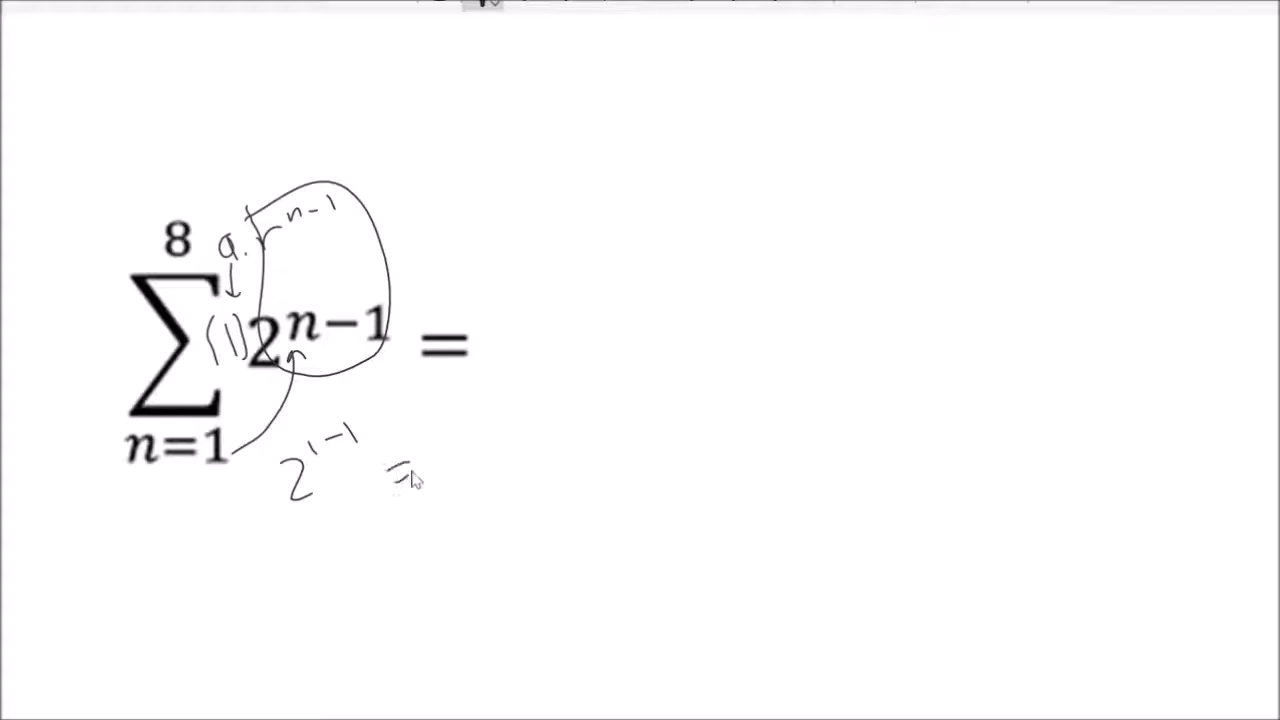 8
a. r^{n-1}
∑ (1) 2^{n-1} =
n=1
2^{1-1} =